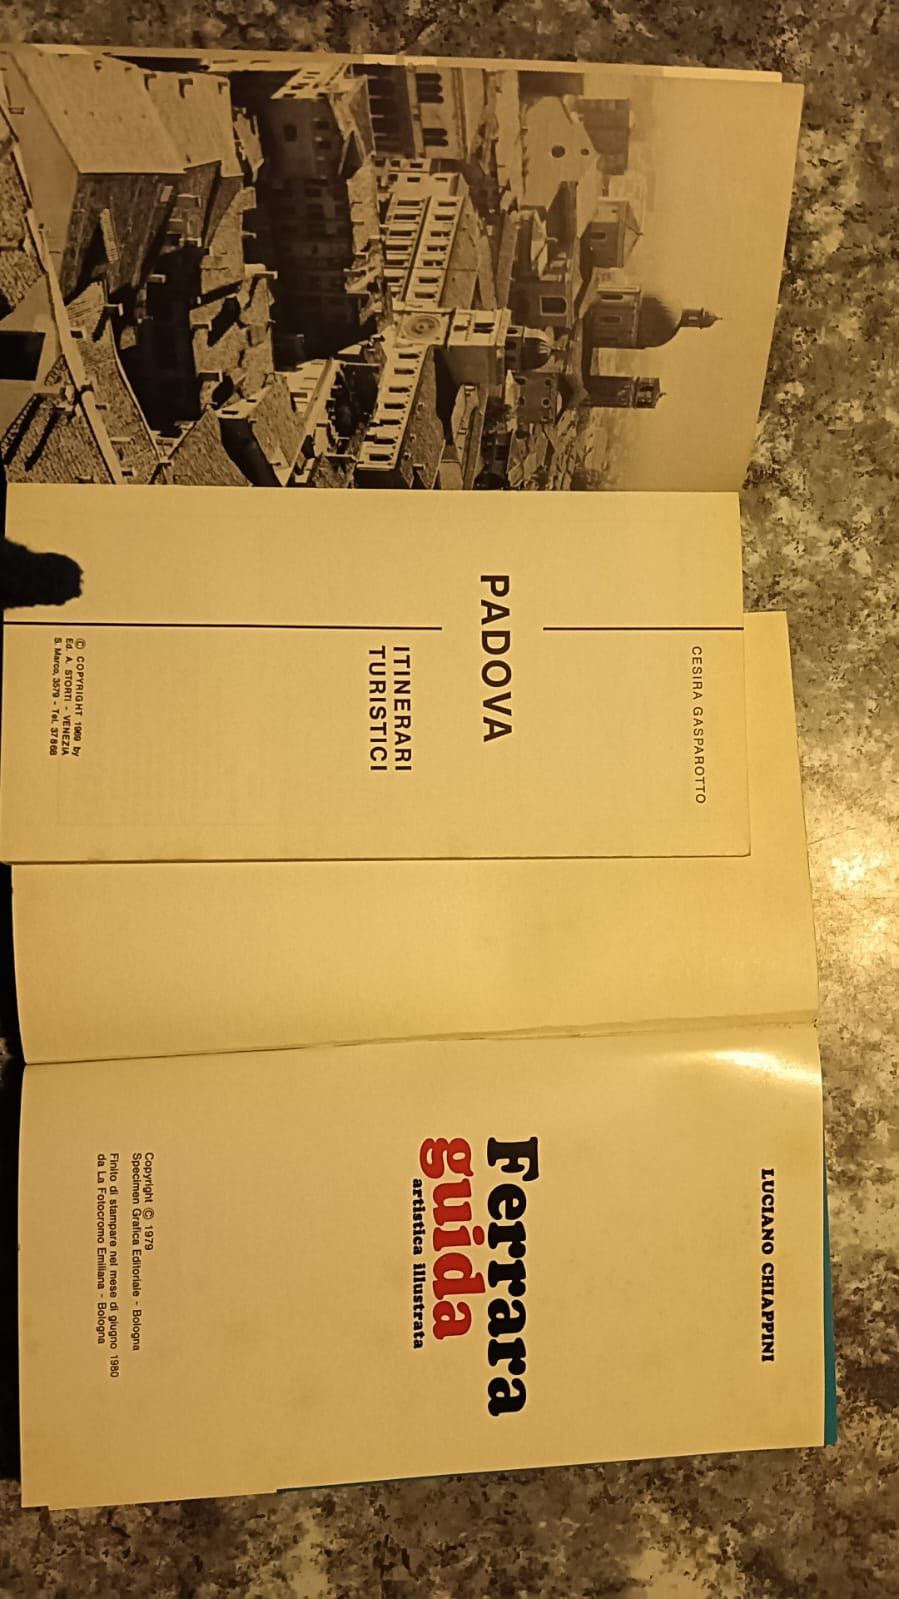 CESIRA GASPAROTTO
PADOVA
ITINERARI
TURISTICI
© COPYRIGHT 1969 by
Ed. A. STORTI - VENEZIA
S. Marco, 3579 - Tel. 37868
LUCIANO CHIAPPINI
Ferrara
guida
artistica illustrata
Copyright © 1979
Specimen Grafica Editoriale - Bologna
Finito di stampare nel mese di giugno 1980
da La Fotocromo Emiliana - Bologna